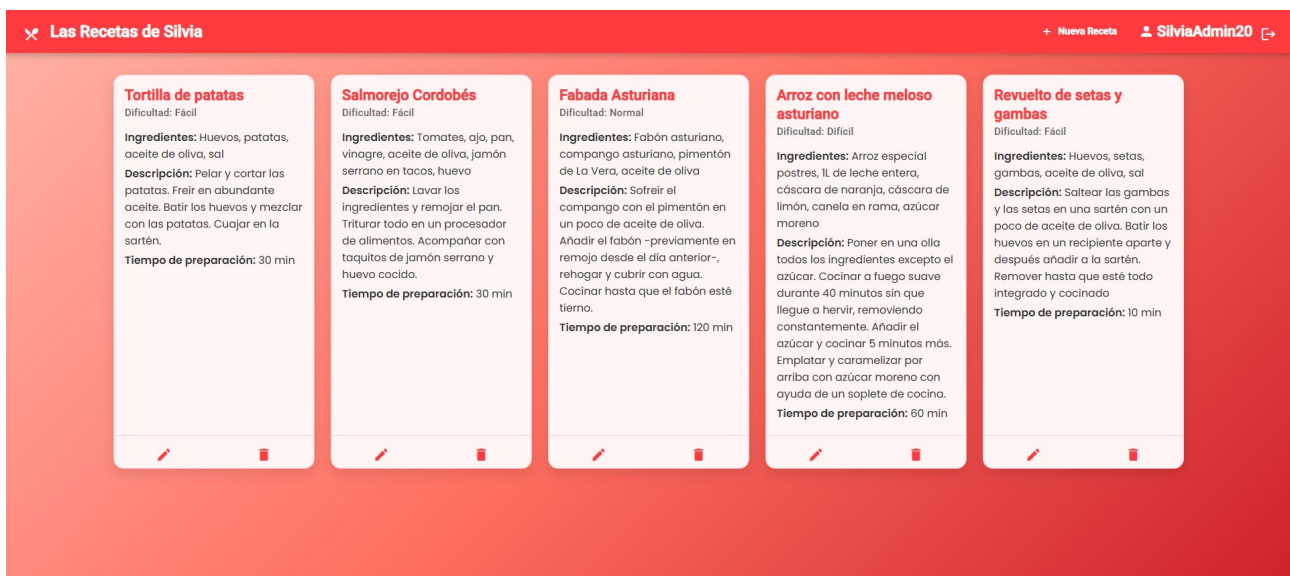 Las Recetas de Silvia
+ Nueva Receta
SilviaAdmin20
Tortilla de patatas
Dificultad: Fácil
Ingredientes: Huevos, patatas,
aceite de oliva, sal
Descripción: Pelar y cortar las
patatas. Freír en abundante
aceite. Batir los huevos y mezclar
con las patatas. Cuajar en la
sartén.
Tiempo de preparación: 30 min
Salmorejo Cordobés
Dificultad: Fácil
Ingredientes: Tomates, ajo, pan,
vinagre, aceite de oliva, jamón
serrano en tacos, huevo
Descripción: Lavar los
ingredientes y remojar el pan.
Triturar todo en un procesador
de alimentos. Acompañar con
taquitos de jamón serrano y
huevo cocido.
Tiempo de preparación: 30 min
Fabada Asturiana
Dificultad: Normal
Ingredientes: Fabón asturiano,
compango asturiano, pimentón
de La Vera, aceite de oliva
Descripción: Sofreir el
compango con el pimentón en
un poco de aceite de oliva.
Añadir el fabón -previamente en
remojo desde el día anterior-,
rehogar y cubrir con agua.
Cocinar hasta que el fabón esté
tierno.
Tiempo de preparación: 120 min
Arroz con leche meloso
asturiano
Dificultad: Difícil
Ingredientes: Arroz especial
postres, 1L de leche entera,
cáscara de naranja, cáscara de
limón, canela en rama, azúcar
moreno
Descripción: Poner en una olla
todos los ingredientes excepto el
azúcar. Cocinar a fuego suave
durante 40 minutos sin que
llegue a hervir, removiendo
constantemente. Añadir el
azúcar y cocinar 5 minutos más.
Emplatar y caramelizar por
arriba con azúcar moreno con
ayuda de un soplete de cocina.
Tiempo de preparación: 60 min
Revuelto de setas y
gambas
Dificultad: Fácil
Ingredientes: Huevos, setas,
gambas, aceite de oliva, sal
Descripción: Saltear las gambas
y las setas en una sartén con un
poco de aceite de oliva. Batir los
huevos en un recipiente aparte y
después añadir a la sartén.
Remover hasta que esté todo
integrado y cocinado
Tiempo de preparación: 10 min